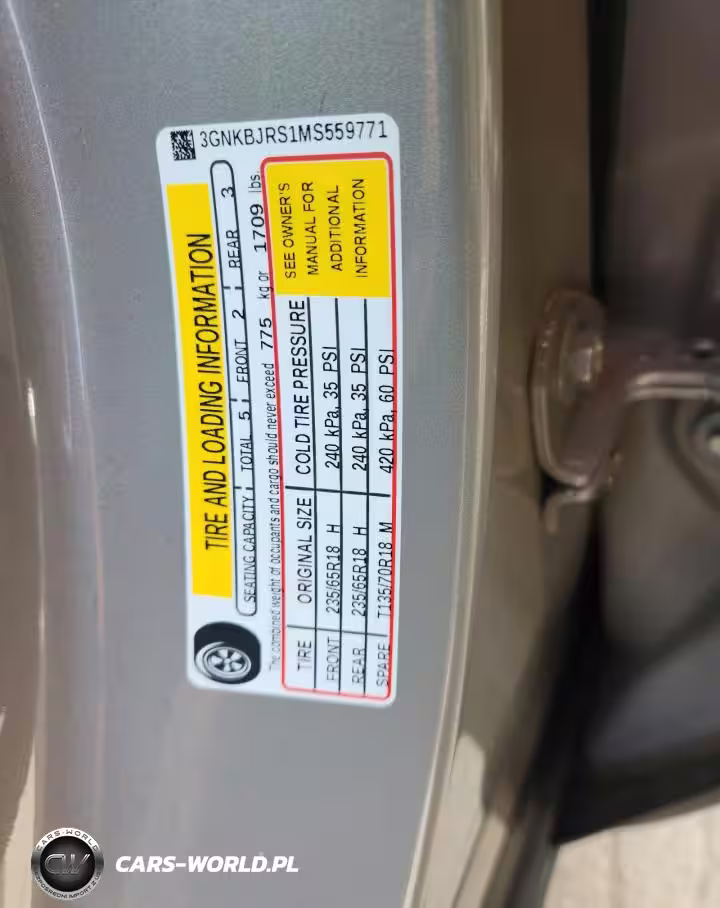 3GNKBJRS1MS559771
TIRE AND LOADING INFORMATION
SEATING CAPACITY TOTAL 5 FRONT 2 REAR 3
The combined weight of occupants and cargo should never exceed 775 kg or 1709 lbs.
TIRE ORIGINAL SIZE COLD TIRE PRESSURE
FRONT 235/65R18 H 240 kPa, 35 PSI
REAR 235/65R18 H 240 kPa, 35 PSI
SPARE T135/70R18 M 420 kPa, 60 PSI
SEE OWNER'S
MANUAL FOR
ADDITIONAL
INFORMATION
CARS-WORLD
CW
CARS-WORLD.PL